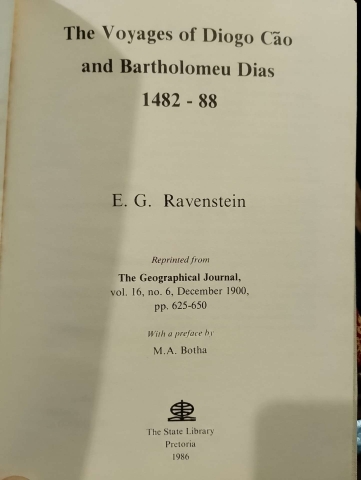 The Voyages of Diogo Cão
and Bartholomeu Dias
1482 - 88
E. G. Ravenstein
Reprinted from
The Geographical Journal,
vol. 16, no. 6, December 1900,
pp. 625-650
With a preface by
M.A. Botha
The State Library
Pretoria
1986